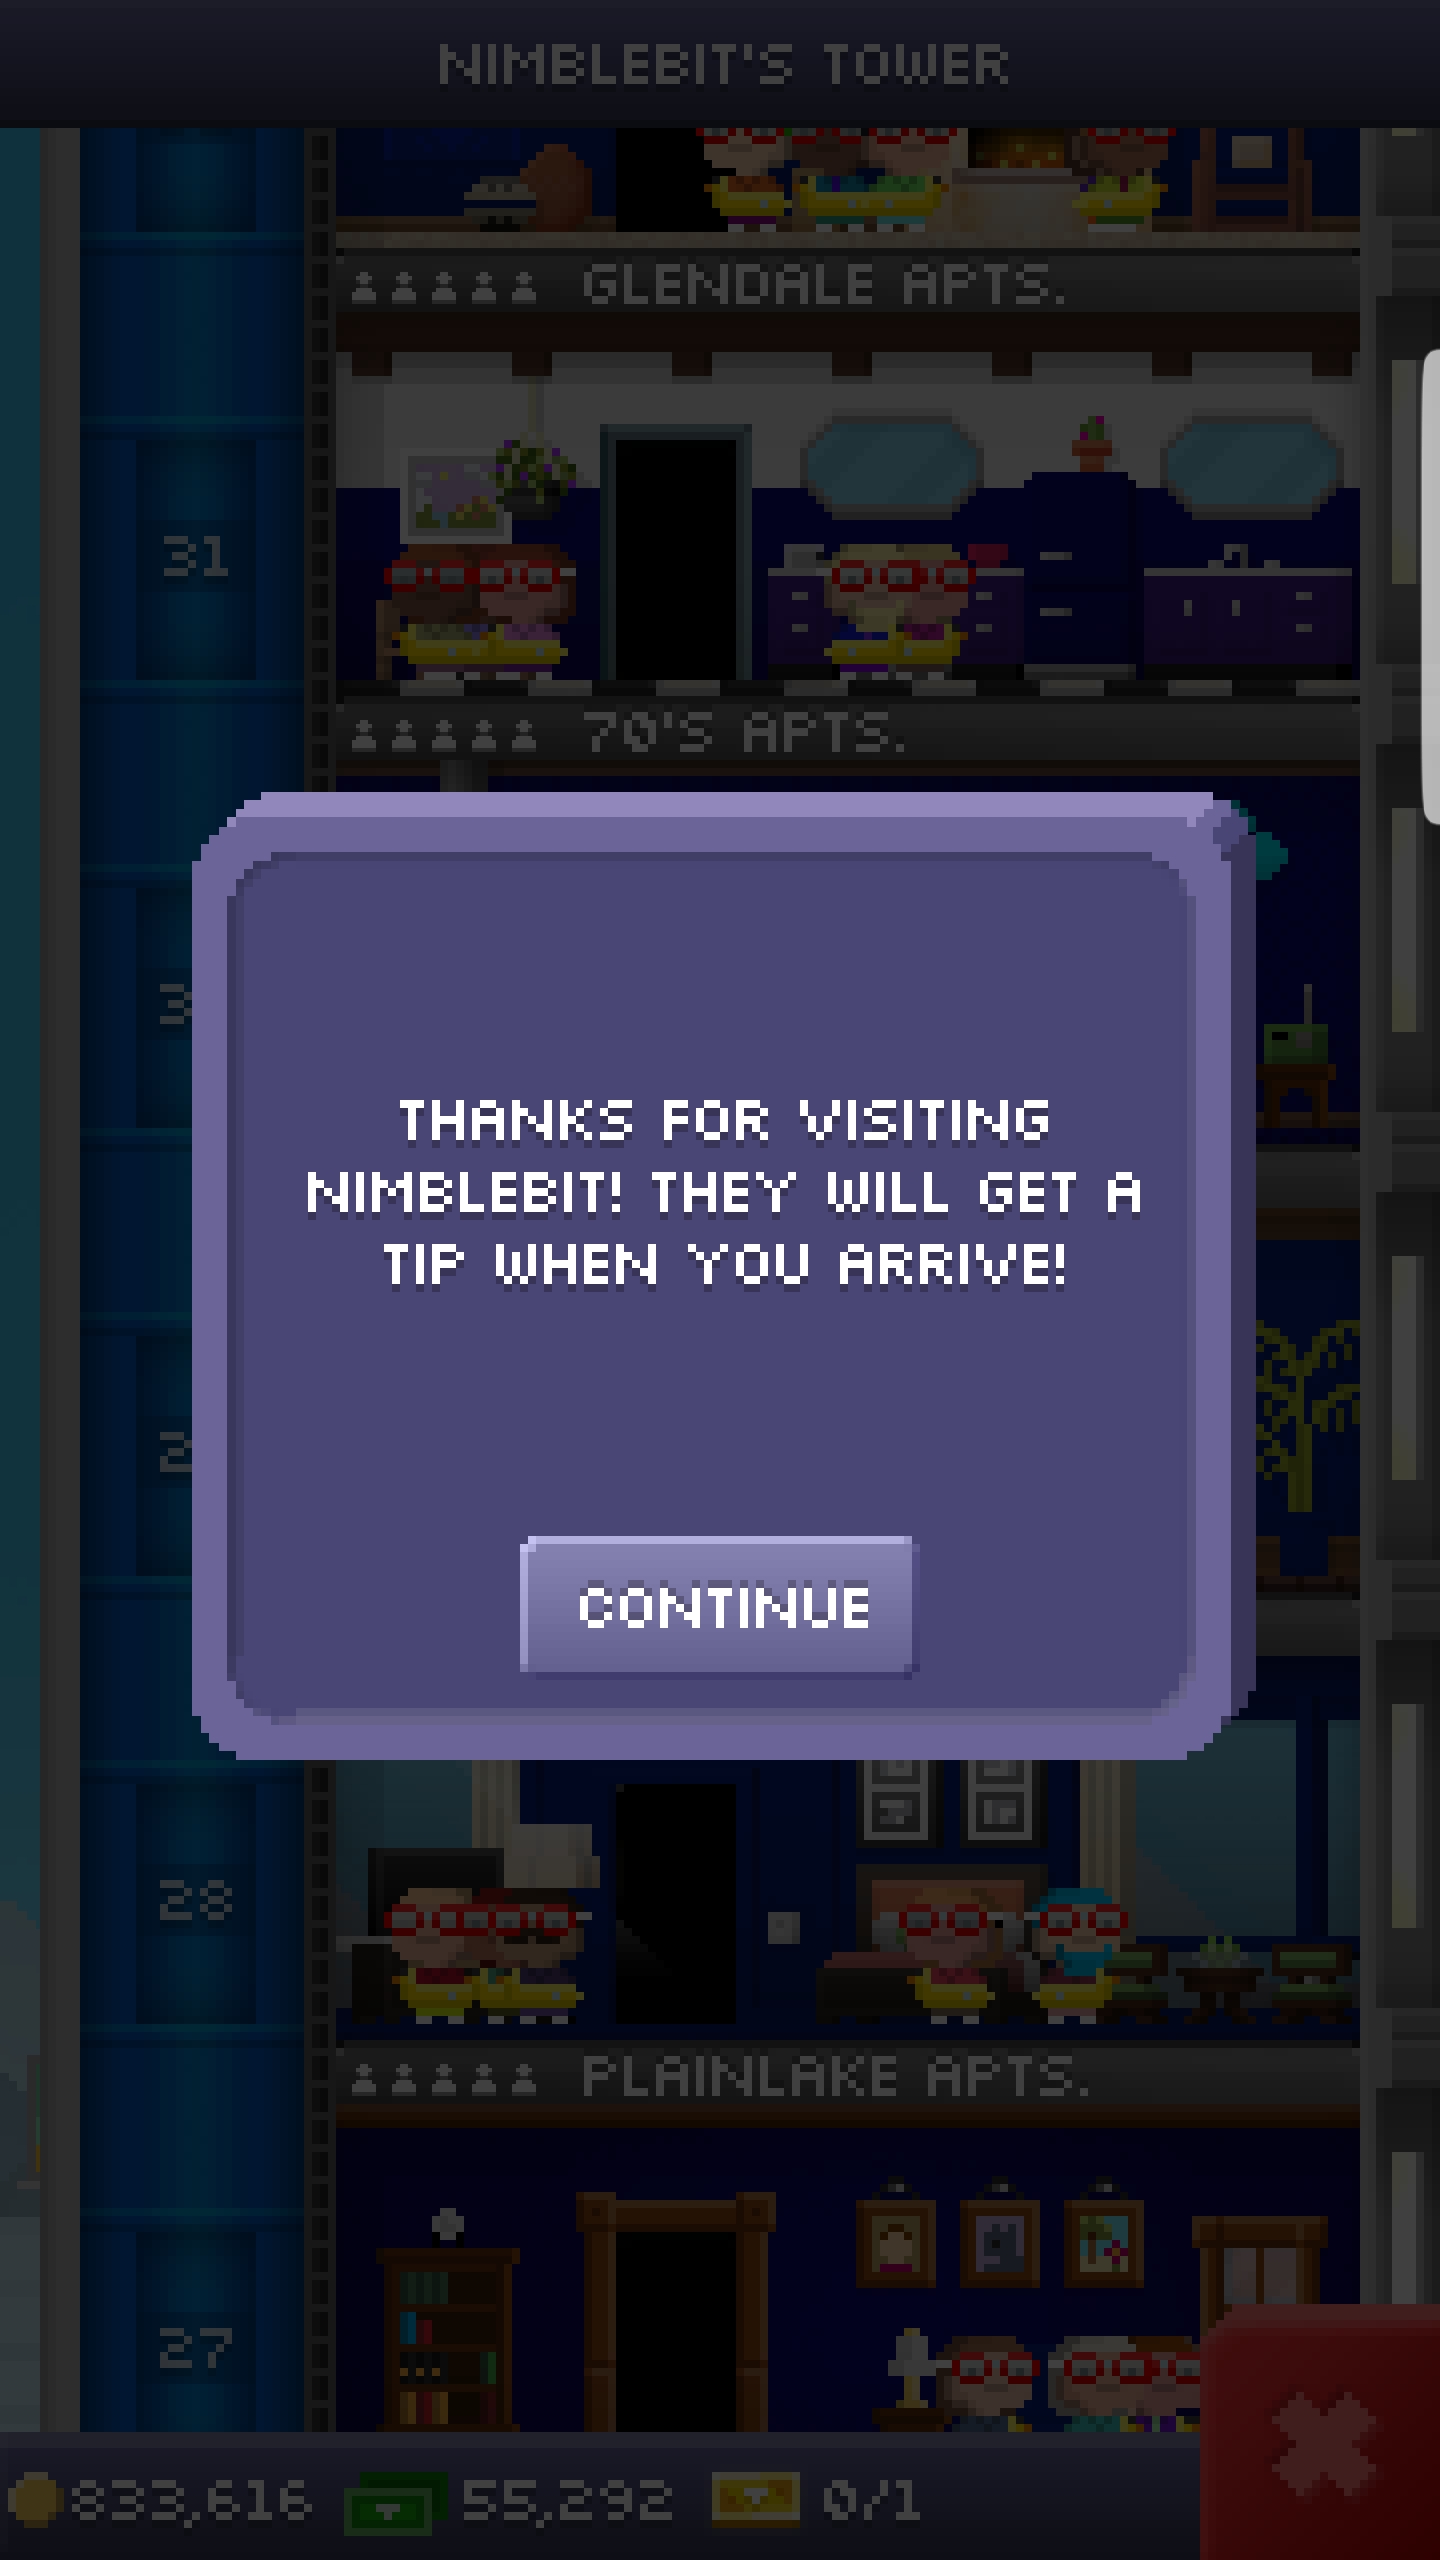 NIMBLEBIT'S TOWER
GLENDALE APTS.
31
70'S APTS.
THANKS FOR VISITING
NIMBLEBIT! THEY WILL GET A
TIP WHEN YOU ARRIVE!
CONTINUE
28
PLAINLAKE APTS.
27
833,616
55,292
0/1